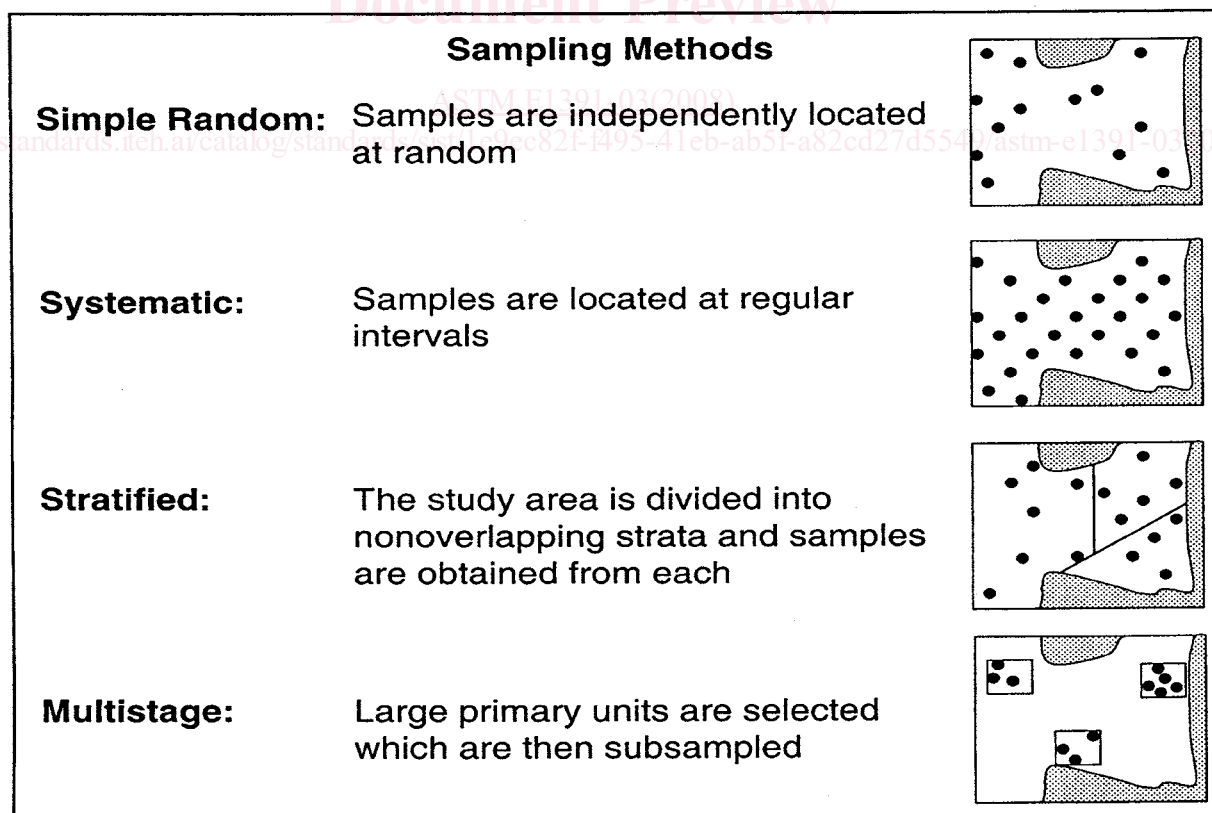 Document Preview
Sampling Methods
ASTM E1391-03(2008)
Simple Random: Samples are independently located
at random
Systematic: Samples are located at regular
intervals
Stratified: The study area is divided into
nonoverlapping strata and samples
are obtained from each
Multistage: Large primary units are selected
which are then subsampled